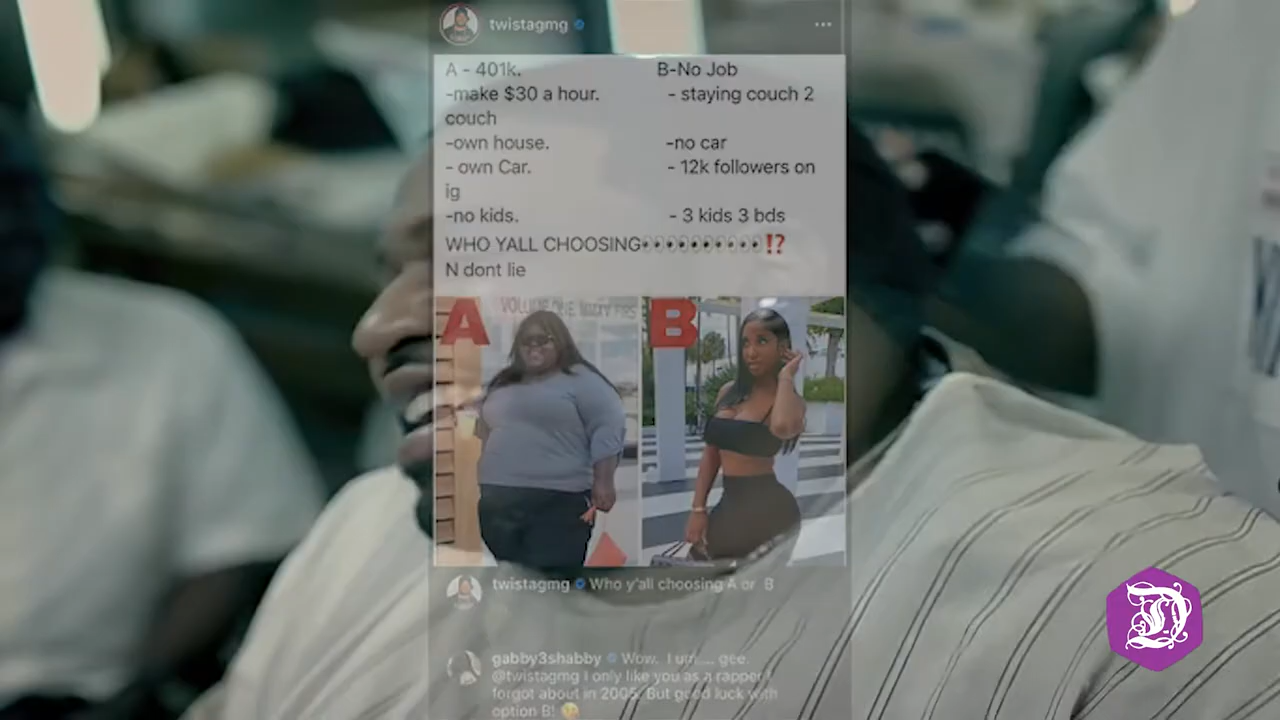 twistagmg
A - 401k. B-No Job
-make $30 a hour. - staying couch 2
couch
-own house. -no car
- own Car. - 12k followers on
ig
-no kids. - 3 kids 3 bds
WHO YALL CHOOSING👀👀👀👀👀⁉️
N dont lie
A B
VOLUME ONE
twistagmg Who y'all choosing A or B
gabby3shabby Wow. I um.... gee.
@twistagmg I only like you as a rapper I
forgot about in 2005. But good luck with
option B!
D